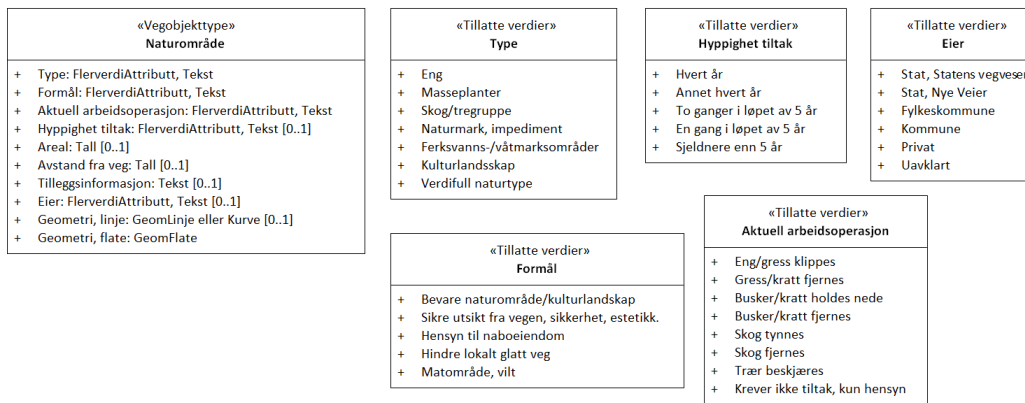 «Vegobjekttype»
Naturområde
+ Type: FlerverdiAttributt, Tekst
+ Formål: FlerverdiAttributt, Tekst
+ Aktuell arbeidsoperasjon: FlerverdiAttributt, Tekst
+ Hyppighet tiltak: FlerverdiAttributt, Tekst [0..1]
+ Areal: Tall [0..1]
+ Avstand fra veg: Tall [0..1]
+ Tilleggsinformasjon: Tekst [0..1]
+ Eier: FlerverdiAttributt, Tekst [0..1]
+ Geometri, linje: GeomLinje eller Kurve [0..1]
+ Geometri, flate: GeomFlate
«Tillatte verdier»
Type
+ Eng
+ Masseplanter
+ Skog/tregruppe
+ Naturmark, impediment
+ Ferksvanns-/våtmarksområder
+ Kulturlandsskap
+ Verdifull naturtype
«Tillatte verdier»
Hyppighet tiltak
+ Hvert år
+ Annet hvert år
+ To ganger i løpet av 5 år
+ En gang i løpet av 5 år
+ Sjeldnere enn 5 år
«Tillatte verdier»
Eier
+ Stat, Statens vegvesen
+ Stat, Nye Veier
+ Fylkeskommune
+ Kommune
+ Privat
+ Uavklart
«Tillatte verdier»
Formål
+ Bevare naturområde/kulturlandskap
+ Sikre utsikt fra vegen, sikkerhet, estetikk.
+ Hensyn til naboeiendom
+ Hindre lokalt glatt veg
+ Matområde, vilt
«Tillatte verdier»
Aktuell arbeidsoperasjon
+ Eng/gress klippes
+ Gress/kratt fjernes
+ Busker/kratt holdes nede
+ Busker/kratt fjernes
+ Skog tynnes
+ Skog fjernes
+ Trær beskjæres
+ Krever ikke tiltak, kun hensyn